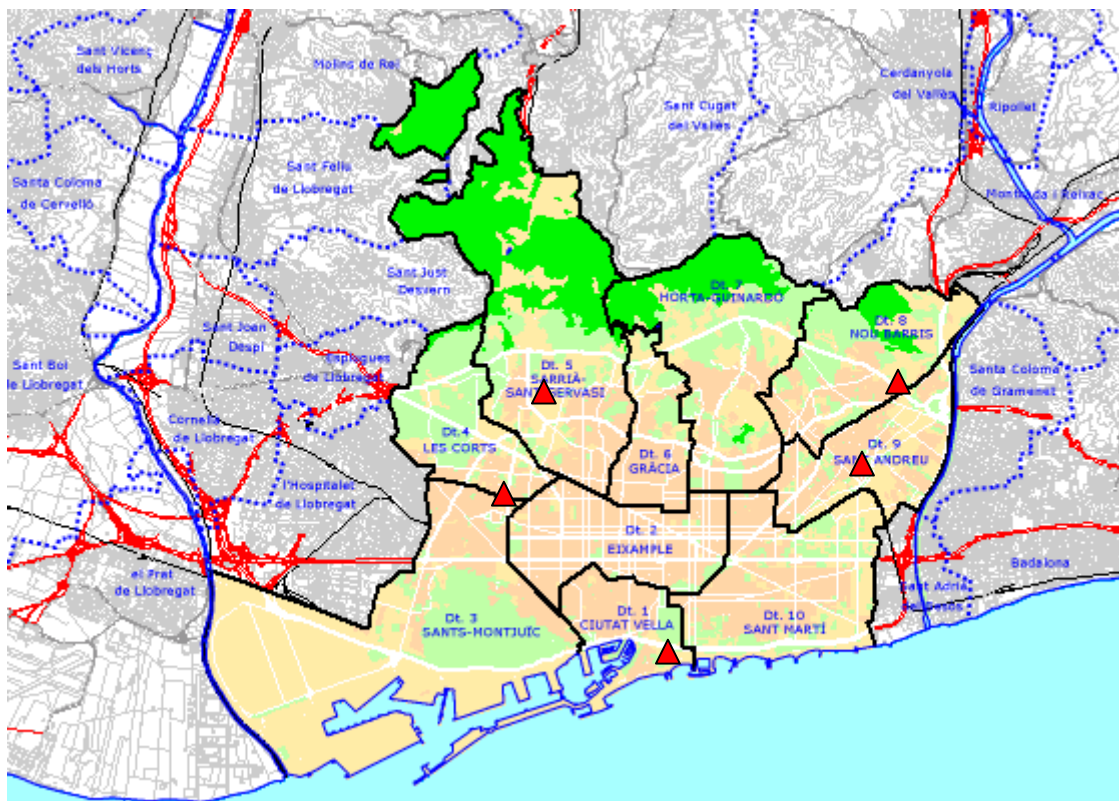 Sant Vicenç
dels Horts
Molins de Rei
Cerdanyola
del Vallès
Ripollet
Sant Cugat
del Vallès
Santa Coloma
de Cervelló
Sant Feliu
de Llobregat
Montcada i Reixac
Sant Just
Desvern
Dt. 7
HORTA-GUINARDÓ
Sant Joan
Despí
Dt. 8
NOU BARRIS
Sant Boi
de Llobregat
Esplugues
de Llobregat
Dt. 5
SARRIÀ-
SANT GERVASI
Santa Coloma
de Gramenet
Cornellà
de Llobregat
Dt.4
LES CORTS
Dt. 6
GRÀCIA
Dt. 9
SANT ANDREU
l'Hospitalet
de Llobregat
Dt. 2
EIXAMPLE
el Prat
de Llobregat
Badalona
Sant Adrià
de Besòs
Dt. 3
SANTS-MONTJUÏC
Dt. 1
CIUTAT VELLA
Dt. 10
SANT MARTÍ